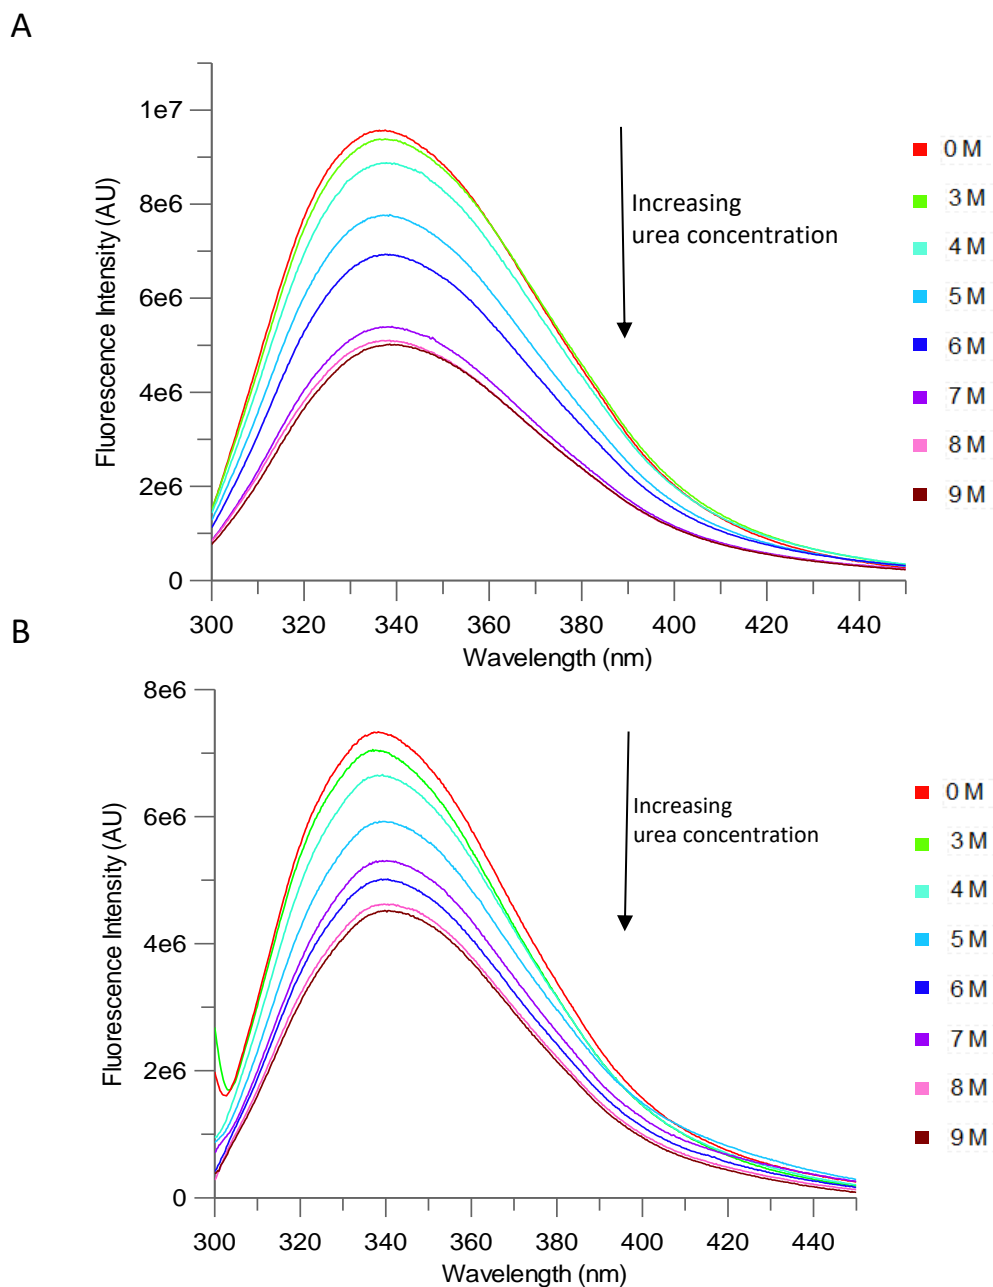 A
1e7
8e6
6e6
4e6
2e6
0
Fluorescence Intensity (AU)
300 320 340 360 380 400 420 440
Wavelength (nm)
Increasing
urea concentration
0 M
3 M
4 M
5 M
6 M
7 M
8 M
9 M
B
8e6
6e6
4e6
2e6
0
Fluorescence Intensity (AU)
300 320 340 360 380 400 420 440
Wavelength (nm)
Increasing
urea concentration
0 M
3 M
4 M
5 M
6 M
7 M
8 M
9 M